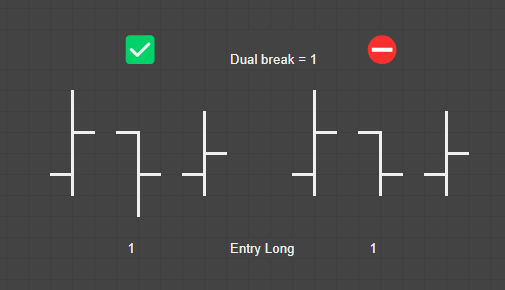 Dual break = 1
1
Entry Long
1